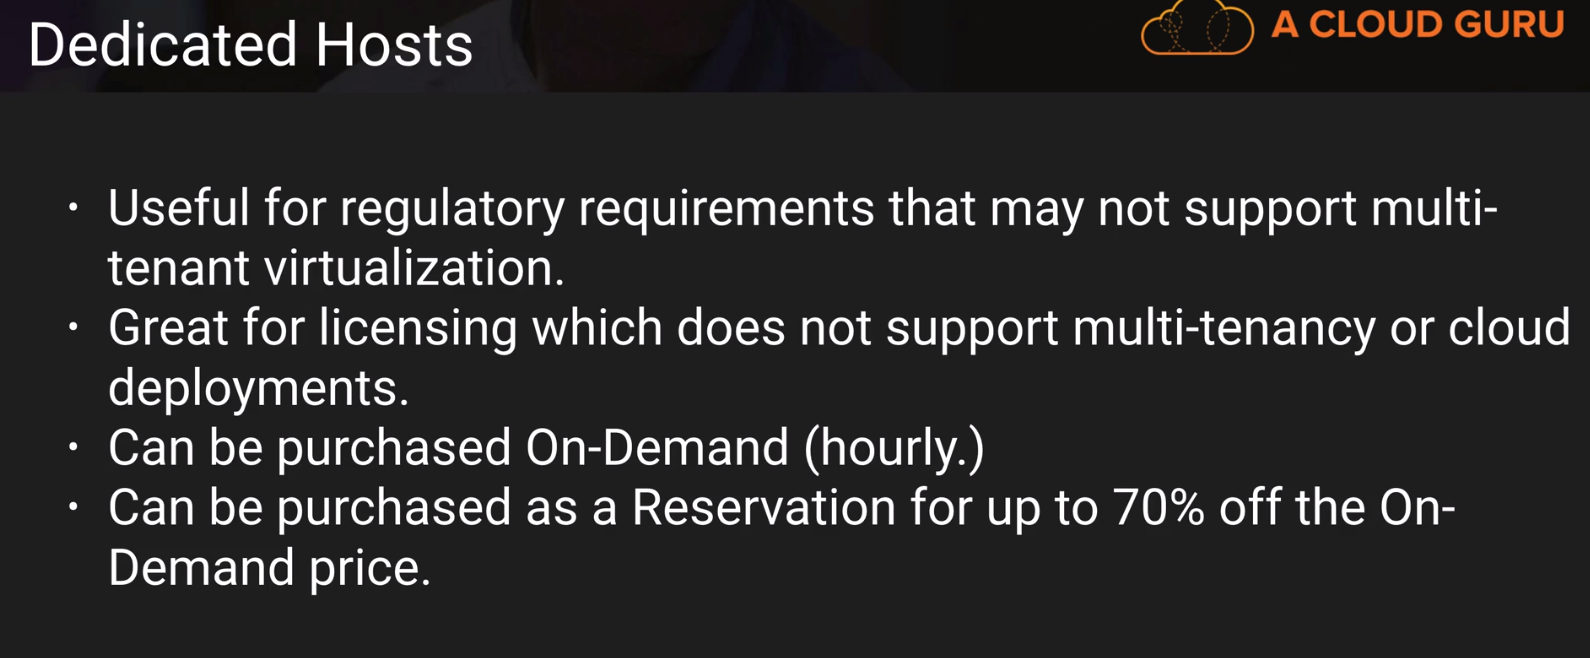 Dedicated Hosts
A CLOUD GURU
· Useful for regulatory requirements that may not support multi-
tenant virtualization.
· Great for licensing which does not support multi-tenancy or cloud
deployments.
· Can be purchased On-Demand (hourly.)
· Can be purchased as a Reservation for up to 70% off the On-
Demand price.